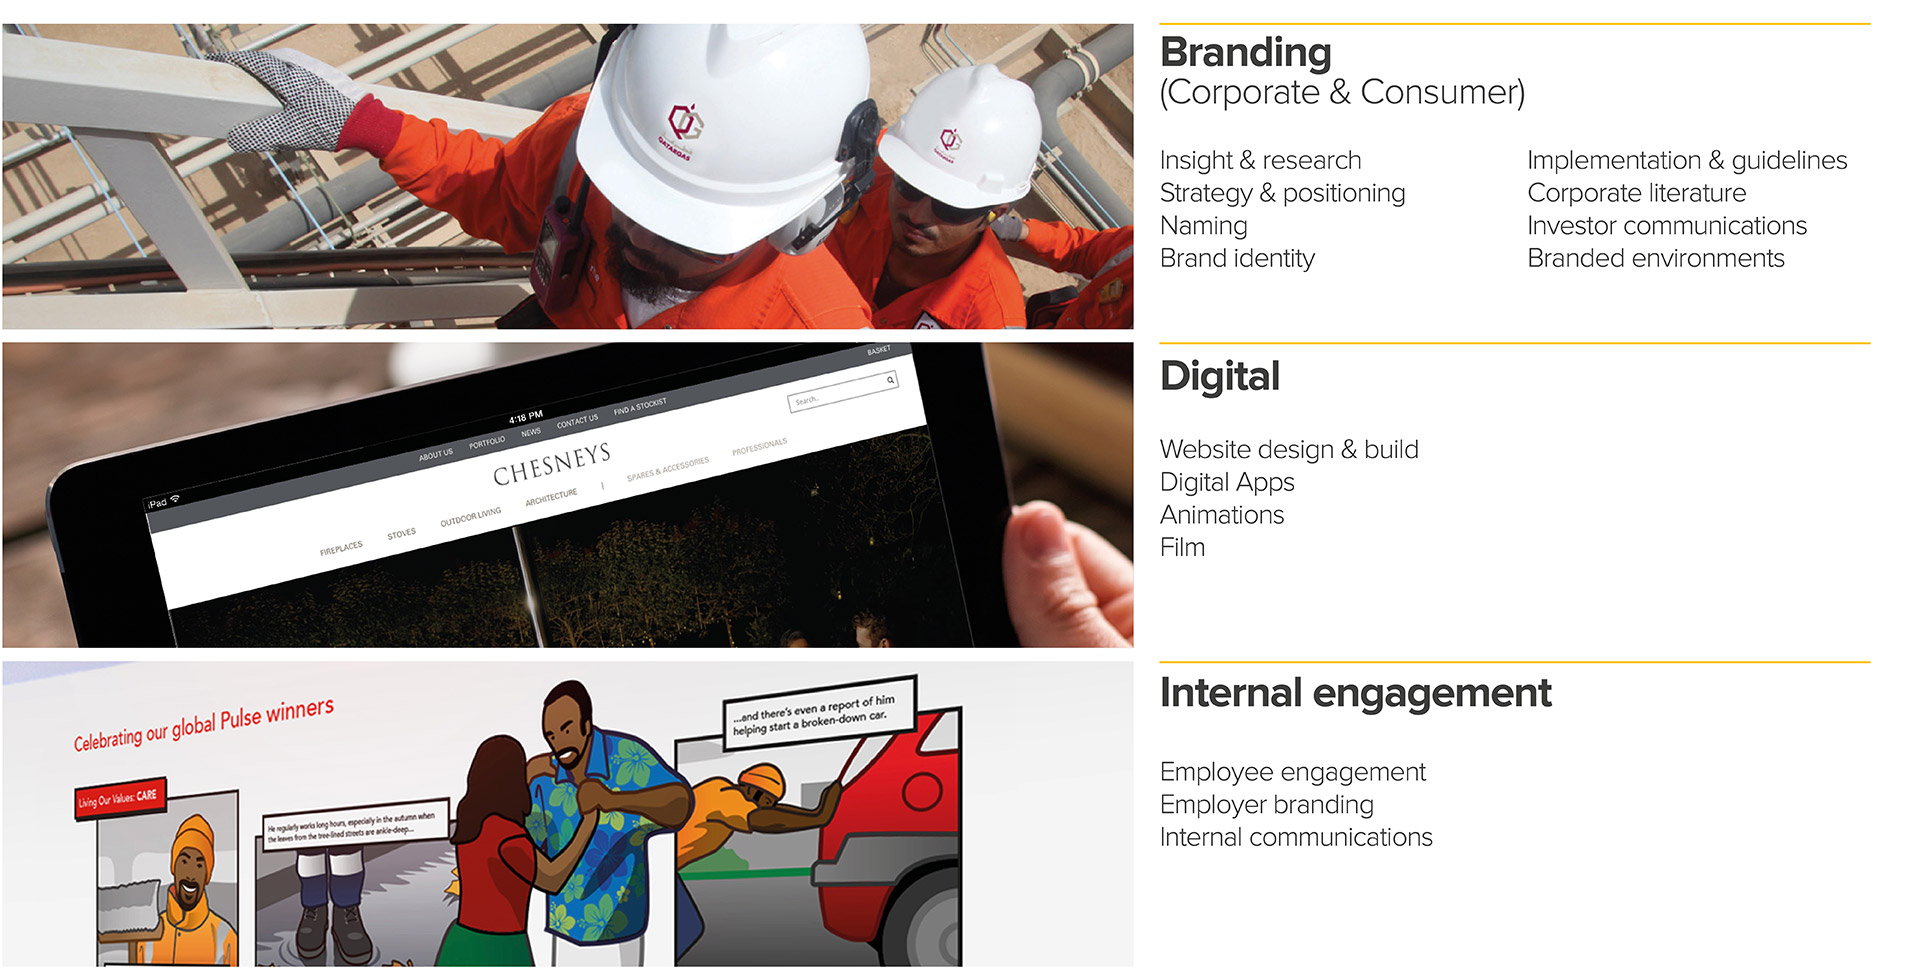 QATARGAS
Branding
(Corporate & Consumer)
Insight & research
Strategy & positioning
Naming
Brand identity
Implementation & guidelines
Corporate literature
Investor communications
Branded environments
iPad
4:18 PM
BASKET
ABOUT US
PORTFOLIO
NEWS
CONTACT US
FIND A STOCKIST
Search..
CHESNEYS
FIREPLACES
STOVES
OUTDOOR LIVING
ARCHITECTURE
|
SPARES & ACCESSORIES
PROFESSIONALS
Digital
Website design & build
Digital Apps
Animations
Film
Celebrating our global Pulse winners
Living Our Values: CARE
He regularly works long hours, especially in the autumn when
the leaves from the tree-lined streets are ankle-deep...
...and there's even a report of him
helping start a broken-down car.
Internal engagement
Employee engagement
Employer branding
Internal communications